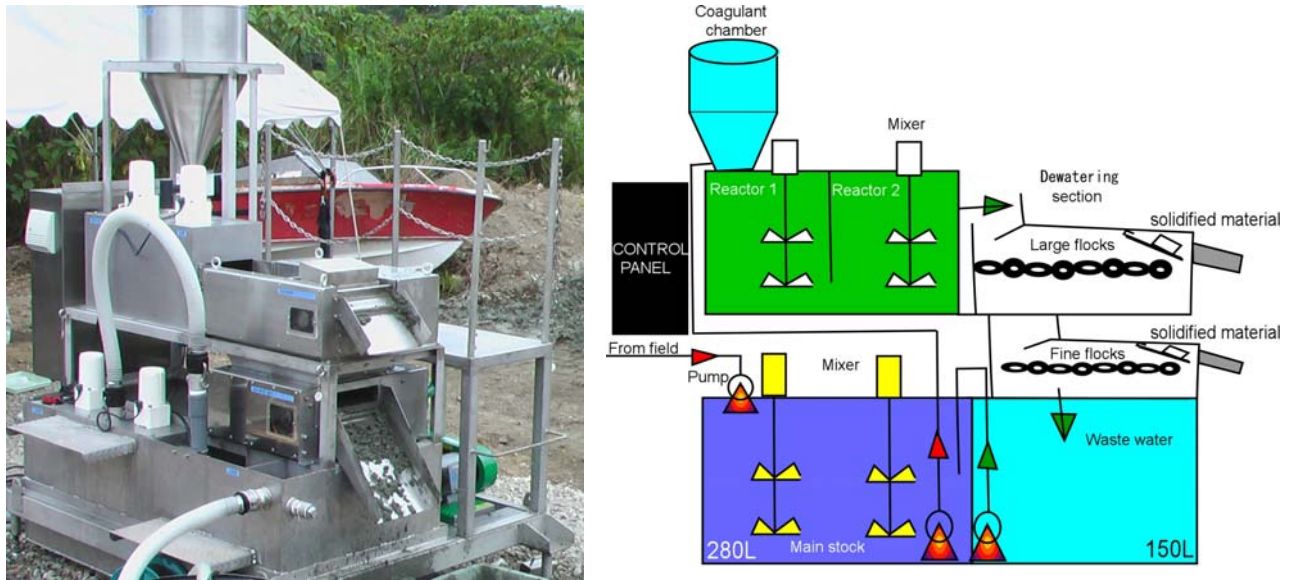 Coagulant
chamber
Mixer
Reactor 1
Reactor 2
Dewatering
section
solidified material
Large flocks
CONTROL
PANEL
solidified material
From field
Pump
Mixer
Fine flocks
Waste water
Main stock
280L
150L